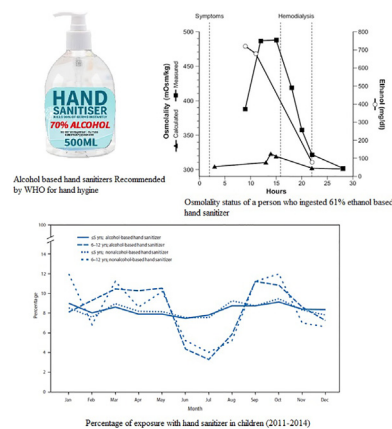 HAND
SANITISER
70% ALCOHOL
500ML
Alcohol based hand sanitizers Recommended
by WHO for hand hygine
Symptoms
Hemodialysis
500
450
400
350
300
Osmolality (mOsm/kg)
Calculated
Measured
800
700
600
500
400
300
200
100
0
Ethanol (mg/dl)
0 5 10 15 20 25 30
Hours
Osmolality status of a person who ingested 61% ethanol based
hand sanitizer
100
12
10
8
6
4
2
0
Percentage
≤5 yrs; alcohol-based hand sanitizer
6–12 yrs; alcohol-based hand sanitizer
≤5 yrs; nonalcohol-based hand sanitizer
6–12 yrs; nonalcohol-based hand sanitizer
Jan Feb Mar Apr May Jun Jul Aug Sep Oct Nov Dec
Month
Percentage of exposure with hand sanitizer in children (2011-2014)